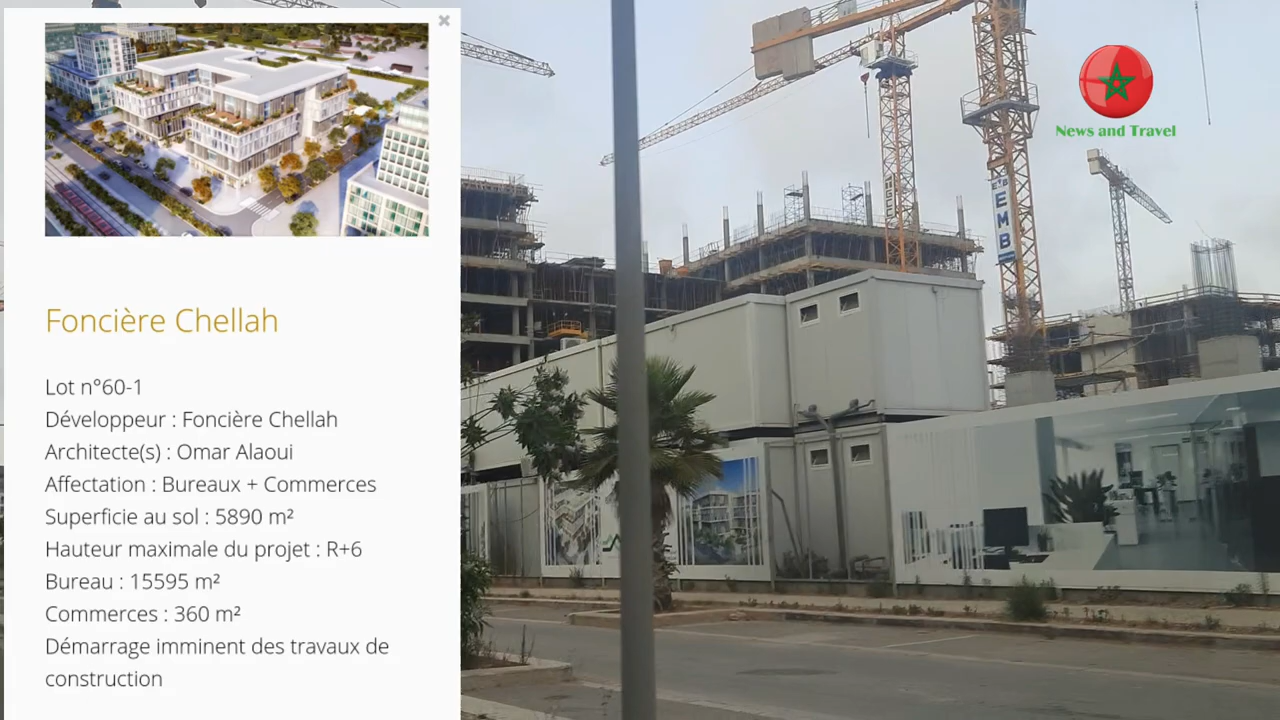 Foncière Chellah
Lot n°60-1
Développeur : Foncière Chellah
Architecte(s) : Omar Alaoui
Affectation : Bureaux + Commerces
Superficie au sol : 5890 m²
Hauteur maximale du projet : R+6
Bureau : 15595 m²
Commerces : 360 m²
Démarrage imminent des travaux de
construction
News and Travel
EMB